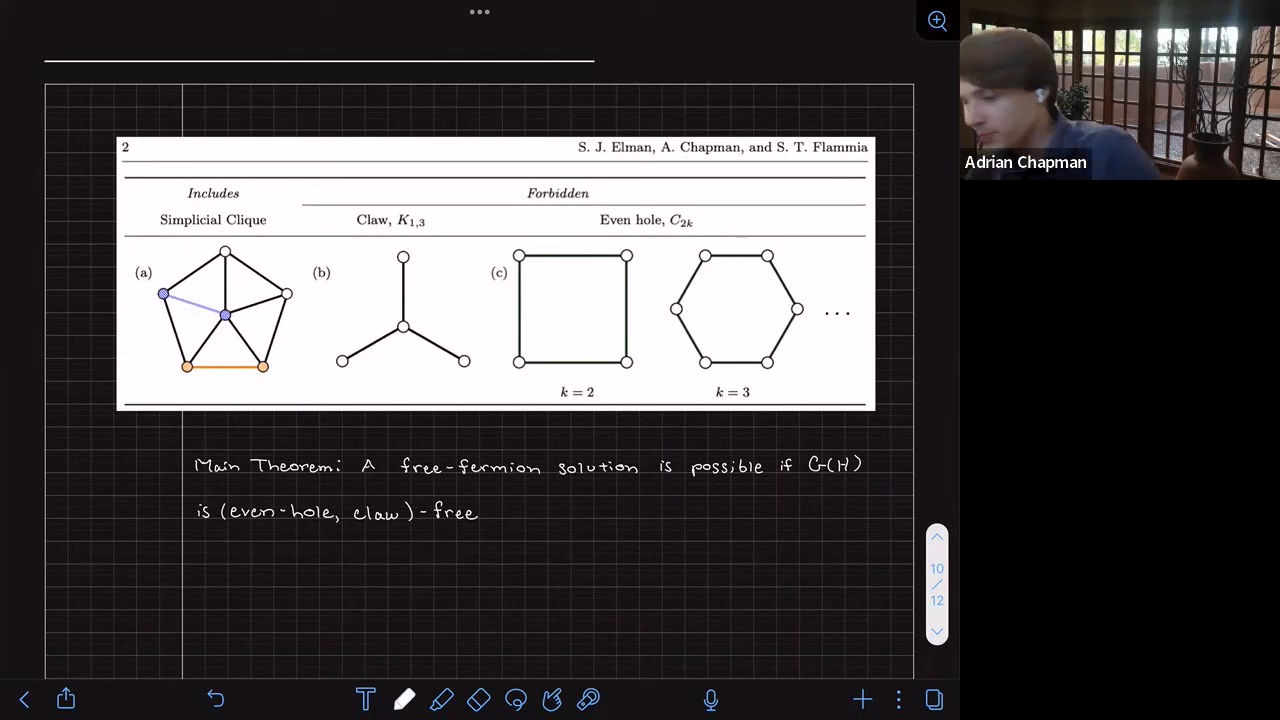 2 S. J. Elman, A. Chapman, and S. T. Flammia
Includes Forbidden
Simplicial Clique Claw, K1,3 Even hole, C2k
(a) (b) (c) ...
k = 2 k = 3
Main Theorem: A free-fermion solution is possible if G(H)
is (even-hole, claw)-free
Adrian Chapman
10
/
12
T